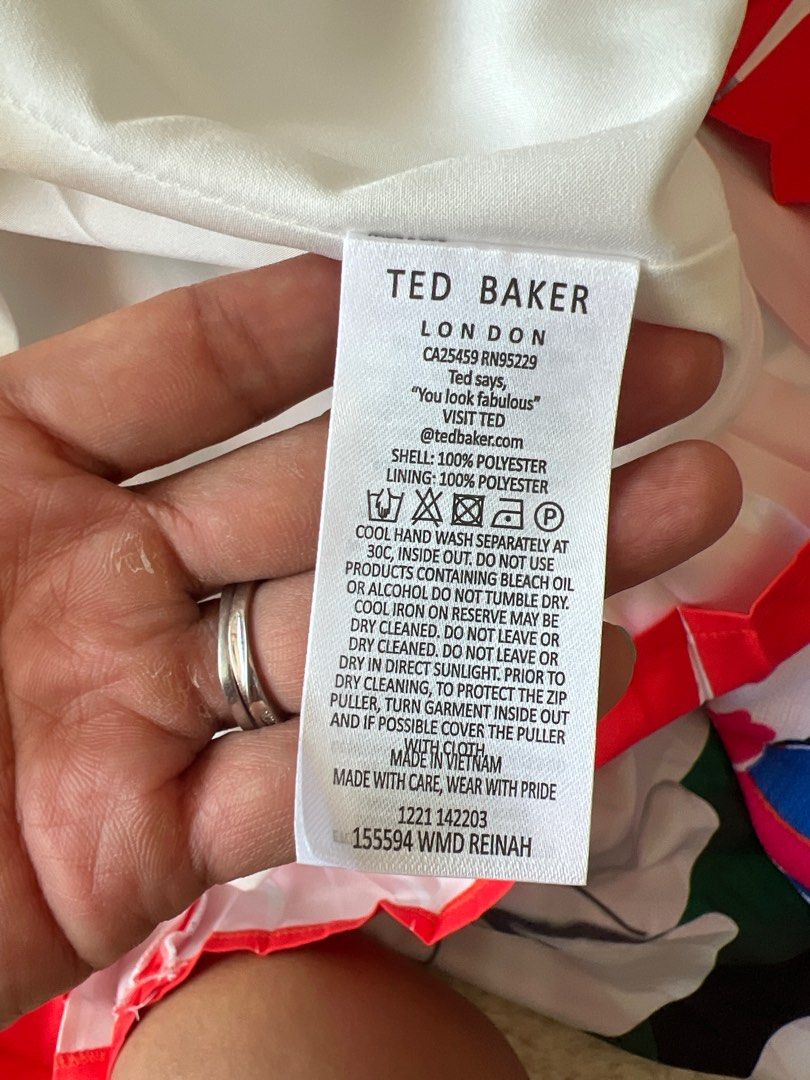 TED BAKER
LONDON
CA25459 RN95229
Ted says,
“You look fabulous”
VISIT TED
@tedbaker.com
SHELL: 100% POLYESTER
LINING: 100% POLYESTER
P
COOL HAND WASH SEPARATELY AT
30C, INSIDE OUT. DO NOT USE
PRODUCTS CONTAINING BLEACH OIL
OR ALCOHOL DO NOT TUMBLE DRY.
COOL IRON ON RESERVE MAY BE
DRY CLEANED. DO NOT LEAVE OR
DRY CLEANED. DO NOT LEAVE OR
DRY IN DIRECT SUNLIGHT. PRIOR TO
DRY CLEANING, TO PROTECT THE ZIP
PULLER, TURN GARMENT INSIDE OUT
AND IF POSSIBLE COVER THE PULLER
WITH CLOTH
MADE IN VIETNAM
MADE WITH CARE, WEAR WITH PRIDE
1221 142203
155594 WMD REINAH